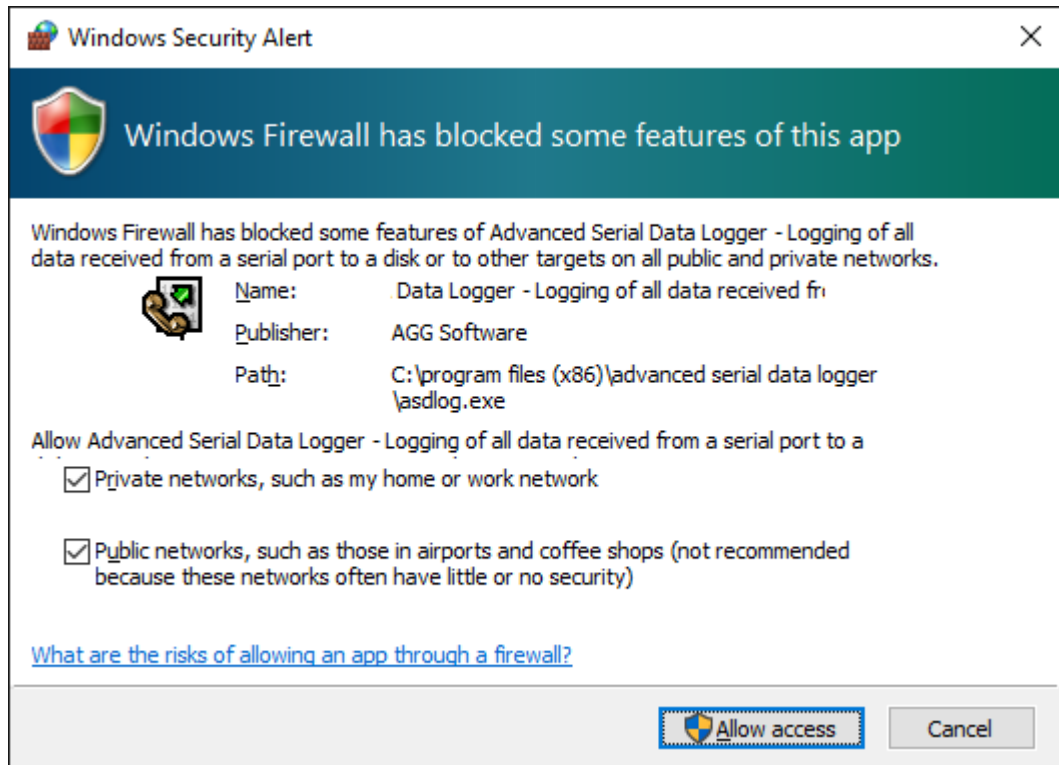 Windows Security Alert
Windows Firewall has blocked some features of this app
Windows Firewall has blocked some features of Advanced Serial Data Logger - Logging of all
data received from a serial port to a disk or to other targets on all public and private networks.
Name: Data Logger - Logging of all data received fr
Publisher: AGG Software
Path: C:\program files (x86)\advanced serial data logger
\asdlog.exe
Allow Advanced Serial Data Logger - Logging of all data received from a serial port to a
Private networks, such as my home or work network
Public networks, such as those in airports and coffee shops (not recommended
because these networks often have little or no security)
What are the risks of allowing an app through a firewall?
Allow access Cancel